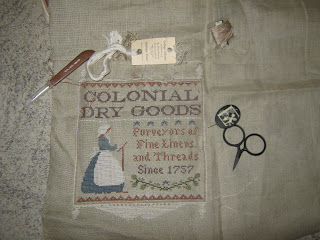 COLONIAL
DRY GOODS
Purveyors of
Fine Linens
and Threads
Since 1757